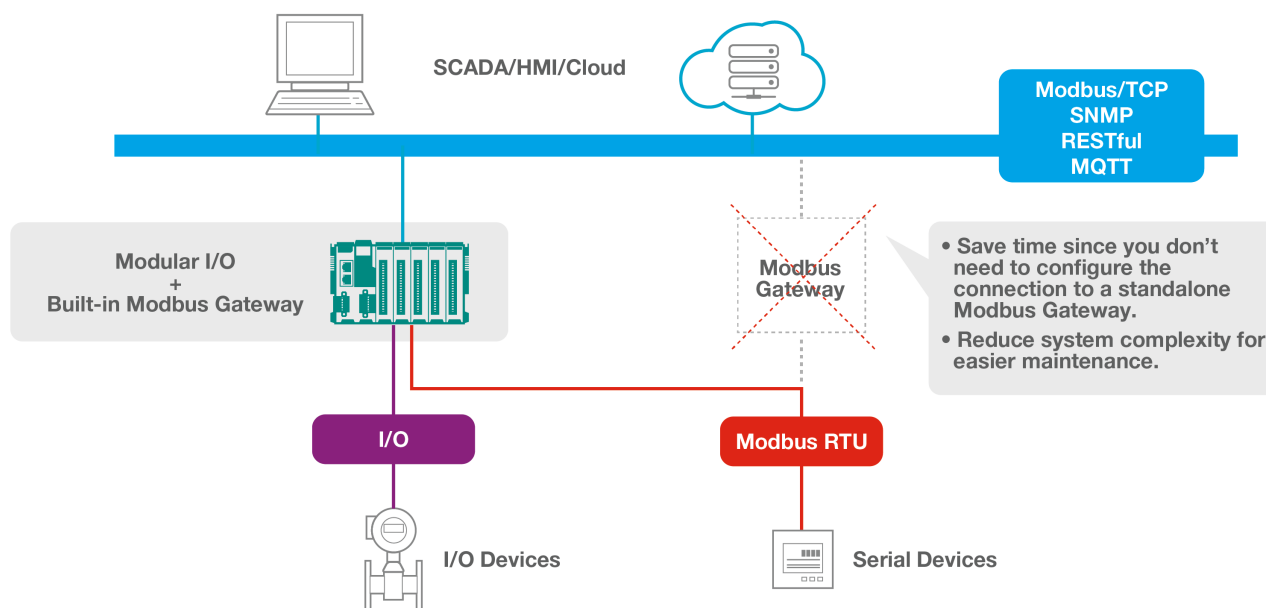 SCADA/HMI/Cloud
Modbus/TCP
SNMP
RESTful
MQTT
Modular I/O
+
Built-in Modbus Gateway
Modbus
Gateway
• Save time since you don’t
need to configure the
connection to a standalone
Modbus Gateway.
• Reduce system complexity for
easier maintenance.
I/O
Modbus RTU
I/O Devices
Serial Devices